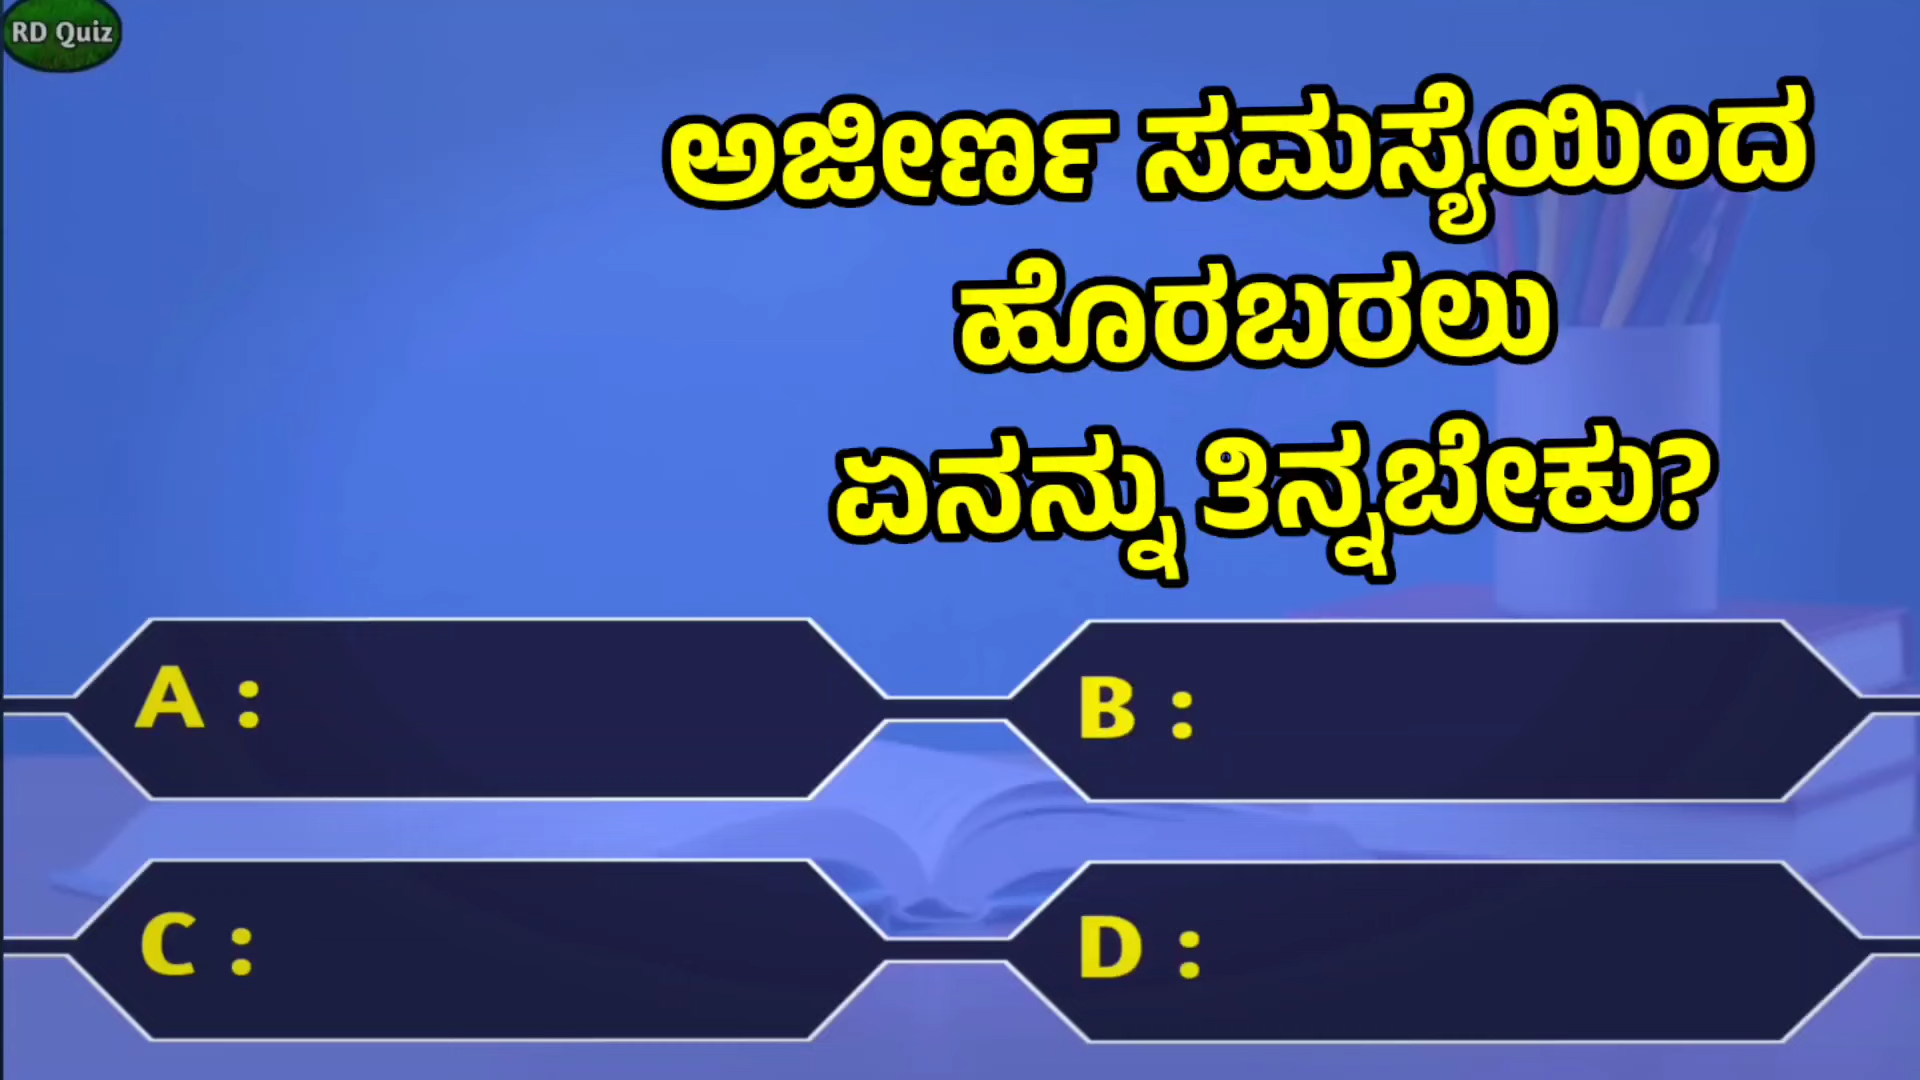 RD Quiz
ಅಜೀರ್ಣ ಸಮಸ್ಯೆಯಿಂದ
ಹೊರಬರಲು
ಏನನ್ನು ತಿನ್ನಬೇಕು?
A :
B :
C :
D :